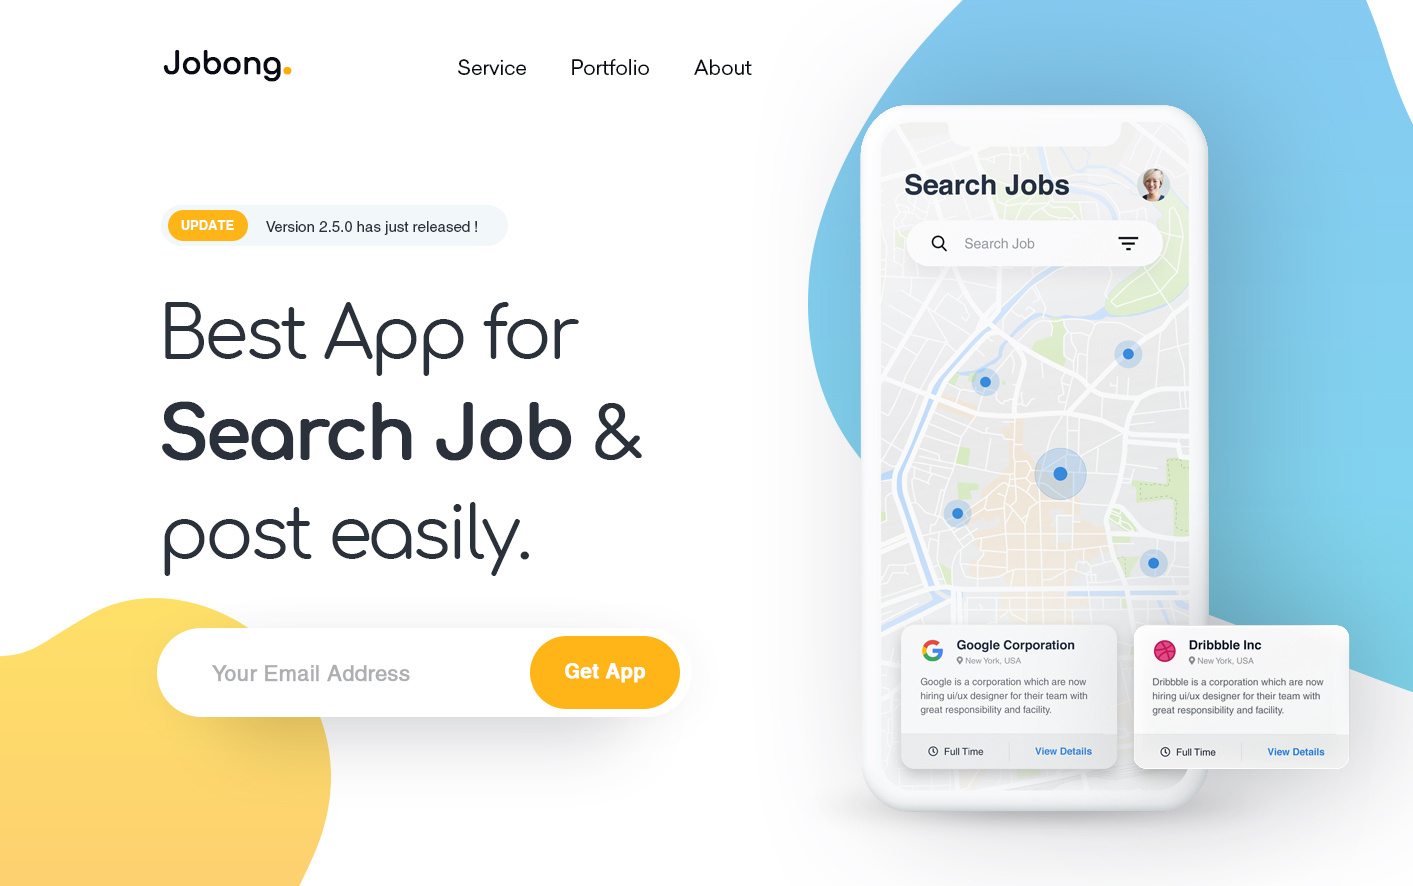 Jobong.
Service Portfolio About
UPDATE Version 2.5.0 has just released !
Best App for
Search Job &
post easily.
Your Email Address Get App
Search Jobs
Search Job
Google Corporation
New York, USA
Google is a corporation which are now
hiring ui/ux designer for their team with
great responsibility and facility.
Full Time View Details
Dribbble Inc
New York, USA
Dribbble is a corporation which are now
hiring ui/ux designer for their team with
great responsibility and facility.
Full Time View Details